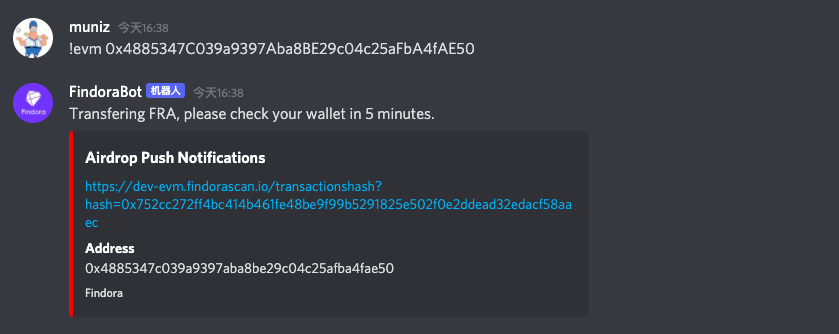 muniz 今天16:38
!evm 0x4885347C039a9397Aba8BE29c04c25aFbA4fAE50
FindoraBot 机器人 今天16:38
Findora
Transfering FRA, please check your wallet in 5 minutes.
Airdrop Push Notifications
https://dev-evm.findorascan.io/transactionshash?
hash=0x752cc272ff4bc414b461fe48be9f99b5291825e502f0e2ddead32edacf58aa
ec
Address
0x4885347c039a9397aba8be29c04c25afba4fae50
Findora